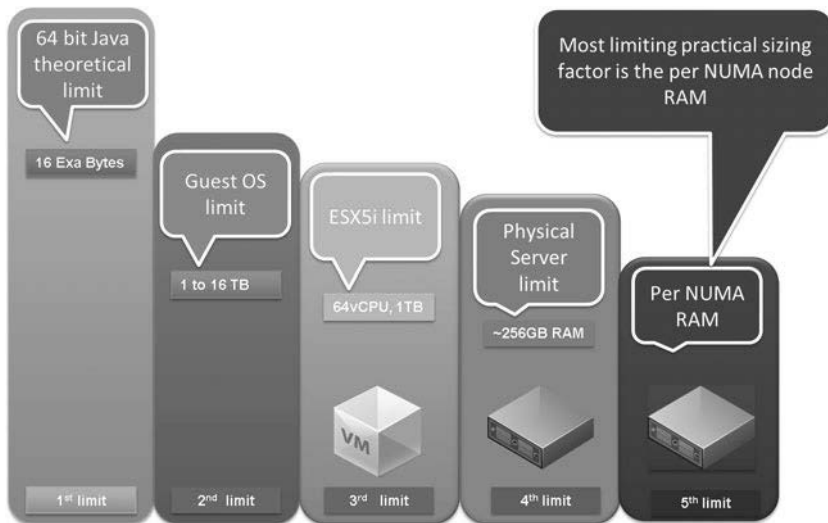 64 bit Java
theoretical
limit
16 Exa Bytes
1st limit
Guest OS
limit
1 to 16 TB
2nd limit
ESX5i limit
64vCPU, 1TB
VM
3rd limit
Physical
Server
limit
~256GB RAM
4th limit
Most limiting practical sizing
factor is the per NUMA node
RAM
Per NUMA
RAM
5th limit